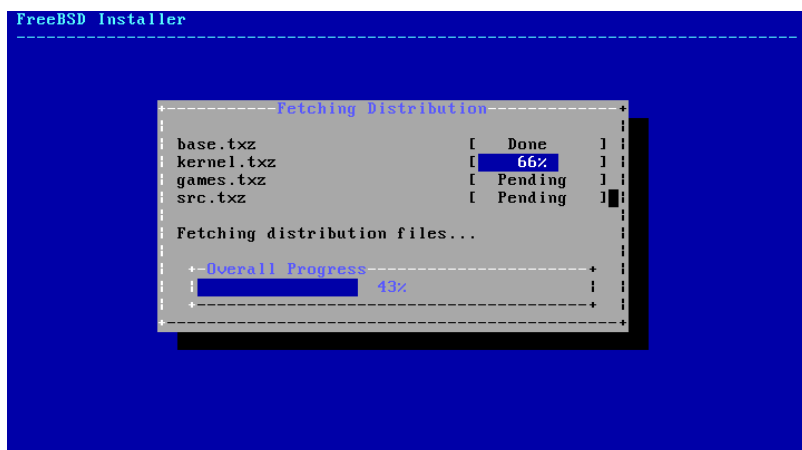 FreeBSD Installer
Fetching Distribution
base.txz [ Done ]
kernel.txz [ 66% ]
games.txz [ Pending ]
src.txz [ Pending ]
Fetching distribution files...
Overall Progress
43%